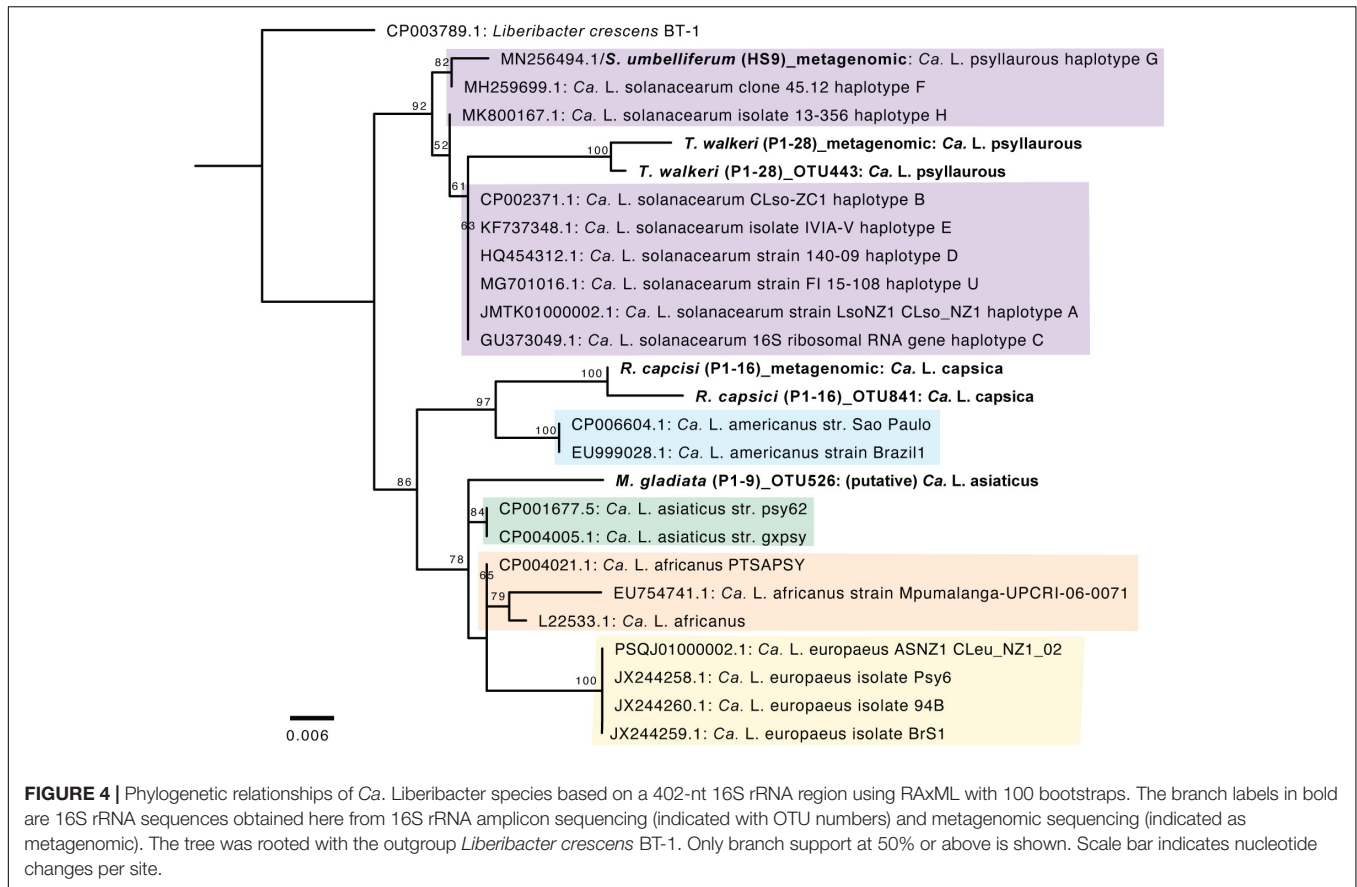 CP003789.1: Liberibacter crescens BT-1
82
MN256494.1/S. umbelliferum (HS9)_metagenomic: Ca. L. psyllaurous haplotype G
MH259699.1: Ca. L. solanacearum clone 45.12 haplotype F
92
MK800167.1: Ca. L. solanacearum isolate 13-356 haplotype H
52
T. walkeri (P1-28)_metagenomic: Ca. L. psyllaurous
100
T. walkeri (P1-28)_OTU443: Ca. L. psyllaurous
61
CP002371.1: Ca. L. solanacearum CLso-ZC1 haplotype B
63
KF737348.1: Ca. L. solanacearum isolate IVIA-V haplotype E
HQ454312.1: Ca. L. solanacearum strain 140-09 haplotype D
MG701016.1: Ca. L. solanacearum strain FI 15-108 haplotype U
JMTK01000002.1: Ca. L. solanacearum strain LsoNZ1 CLso_NZ1 haplotype A
GU373049.1: Ca. L. solanacearum 16S ribosomal RNA gene haplotype C
100
R. capcisi (P1-16)_metagenomic: Ca. L. capsica
R. capsici (P1-16)_OTU841: Ca. L. capsica
97
100
CP006604.1: Ca. L. americanus str. Sao Paulo
EU999028.1: Ca. L. americanus strain Brazil1
86
M. gladiata (P1-9)_OTU526: (putative) Ca. L. asiaticus
84
CP001677.5: Ca. L. asiaticus str. psy62
CP004005.1: Ca. L. asiaticus str. gxpsy
78
65
CP004021.1: Ca. L. africanus PTSAPSY
79
EU754741.1: Ca. L. africanus strain Mpumalanga-UPCRI-06-0071
L22533.1: Ca. L. africanus
PSQJ01000002.1: Ca. L. europaeus ASNZ1 CLeu_NZ1_02
100
JX244258.1: Ca. L. europaeus isolate Psy6
JX244260.1: Ca. L. europaeus isolate 94B
JX244259.1: Ca. L. europaeus isolate BrS1
0.006
FIGURE 4 | Phylogenetic relationships of Ca. Liberibacter species based on a 402-nt 16S rRNA region using RAxML with 100 bootstraps. The branch labels in bold
are 16S rRNA sequences obtained here from 16S rRNA amplicon sequencing (indicated with OTU numbers) and metagenomic sequencing (indicated as
metagenomic). The tree was rooted with the outgroup Liberibacter crescens BT-1. Only branch support at 50% or above is shown. Scale bar indicates nucleotide
changes per site.